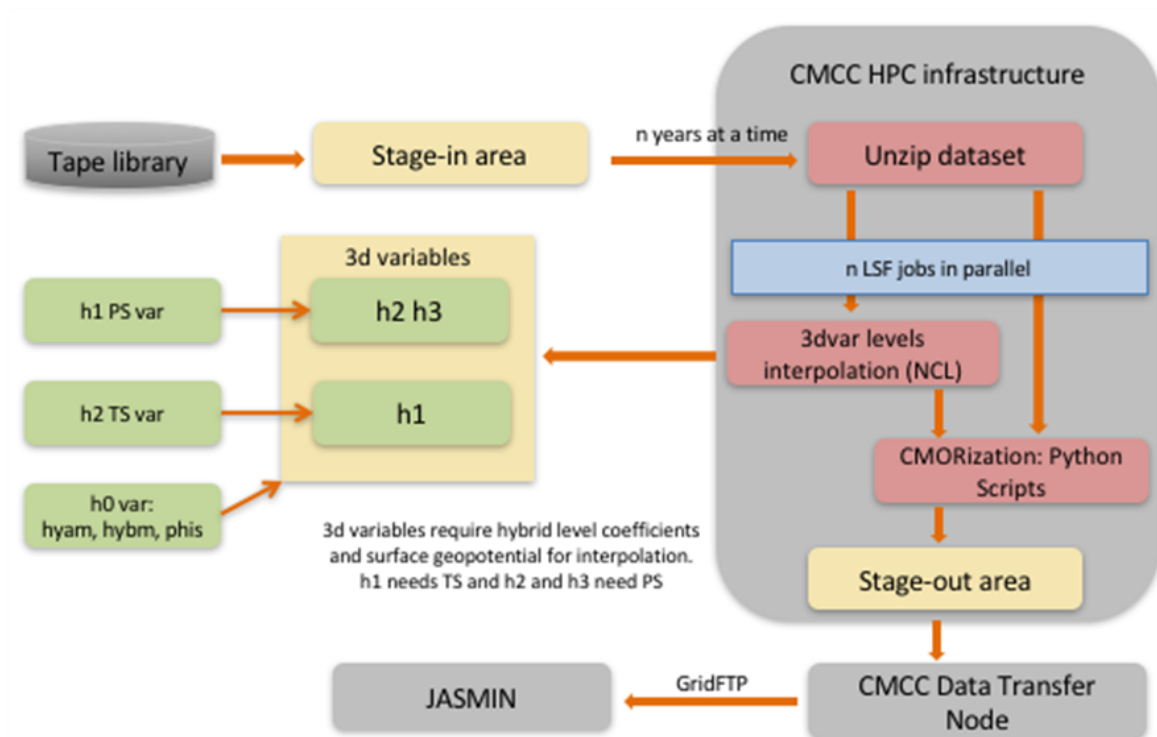 CMCC HPC infrastructure
Tape library
Stage-in area
n years at a time
Unzip dataset
n LSF jobs in parallel
3d variables
h1 PS var
h2 h3
3dvar levels
interpolation (NCL)
h2 TS var
h1
CMORization: Python
Scripts
h0 var:
hyam, hybm, phis
3d variables require hybrid level coefficients
and surface geopotential for interpolation.
h1 needs TS and h2 and h3 need PS
Stage-out area
JASMIN
GridFTP
CMCC Data Transfer
Node